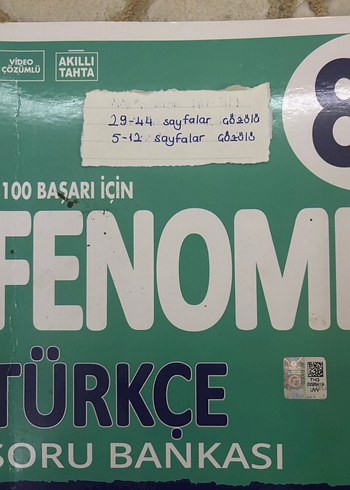 VİDEO
ÇÖZÜMLÜ
AKILLI
TAHTA
8
29-44 sayfalar çözülü
5-12 sayfalar çözülü
100 BAŞARI İÇİN
FENOM
TÜRKÇE
SORU BANKASI